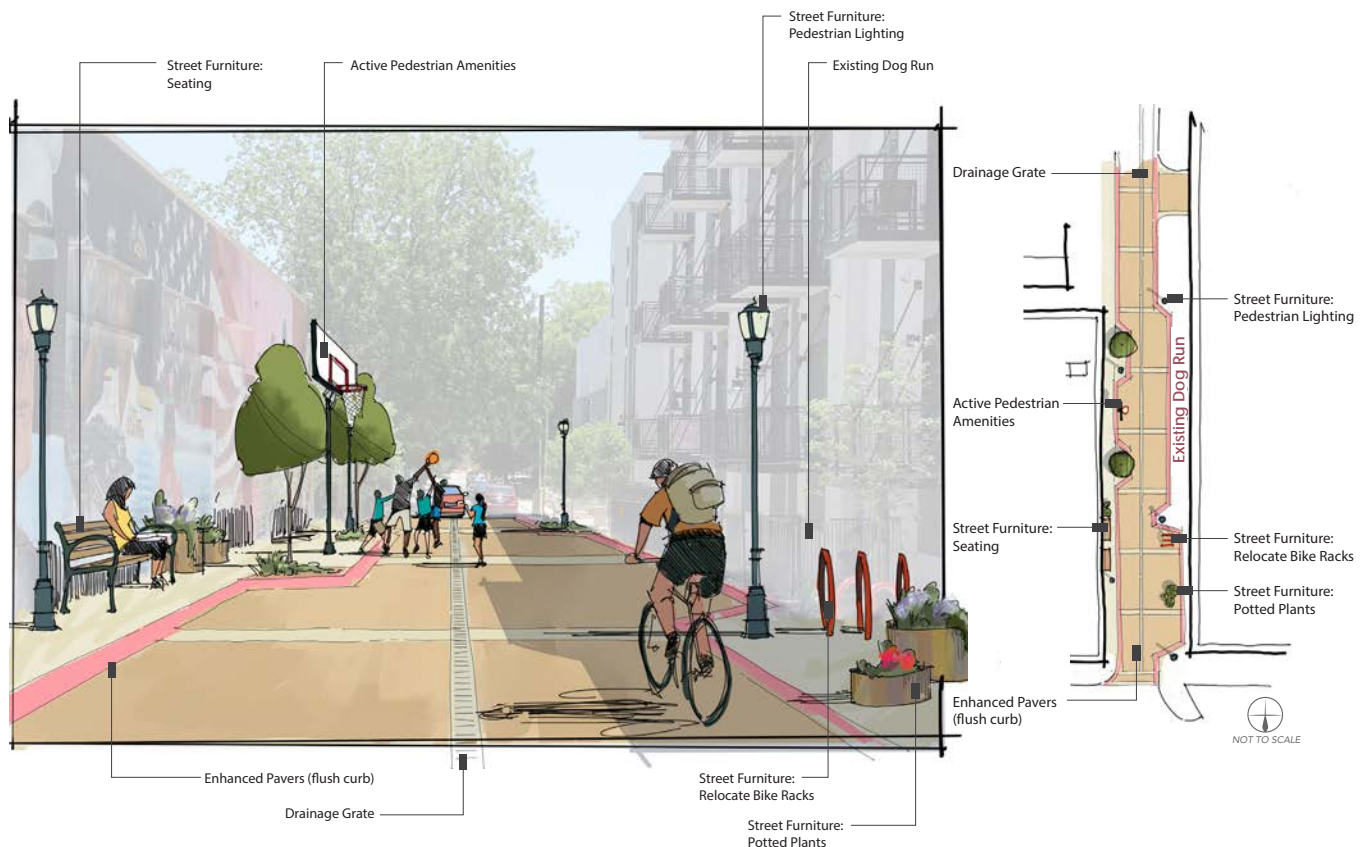 Street Furniture:
Pedestrian Lighting
Street Furniture:
Seating
Active Pedestrian Amenities
Existing Dog Run
Enhanced Pavers (flush curb)
Drainage Grate
Street Furniture:
Relocate Bike Racks
Street Furniture:
Potted Plants
Drainage Grate
Street Furniture:
Pedestrian Lighting
Existing Dog Run
Active Pedestrian
Amenities
Street Furniture:
Seating
Street Furniture:
Relocate Bike Racks
Street Furniture:
Potted Plants
Enhanced Pavers
(flush curb)
NOT TO SCALE